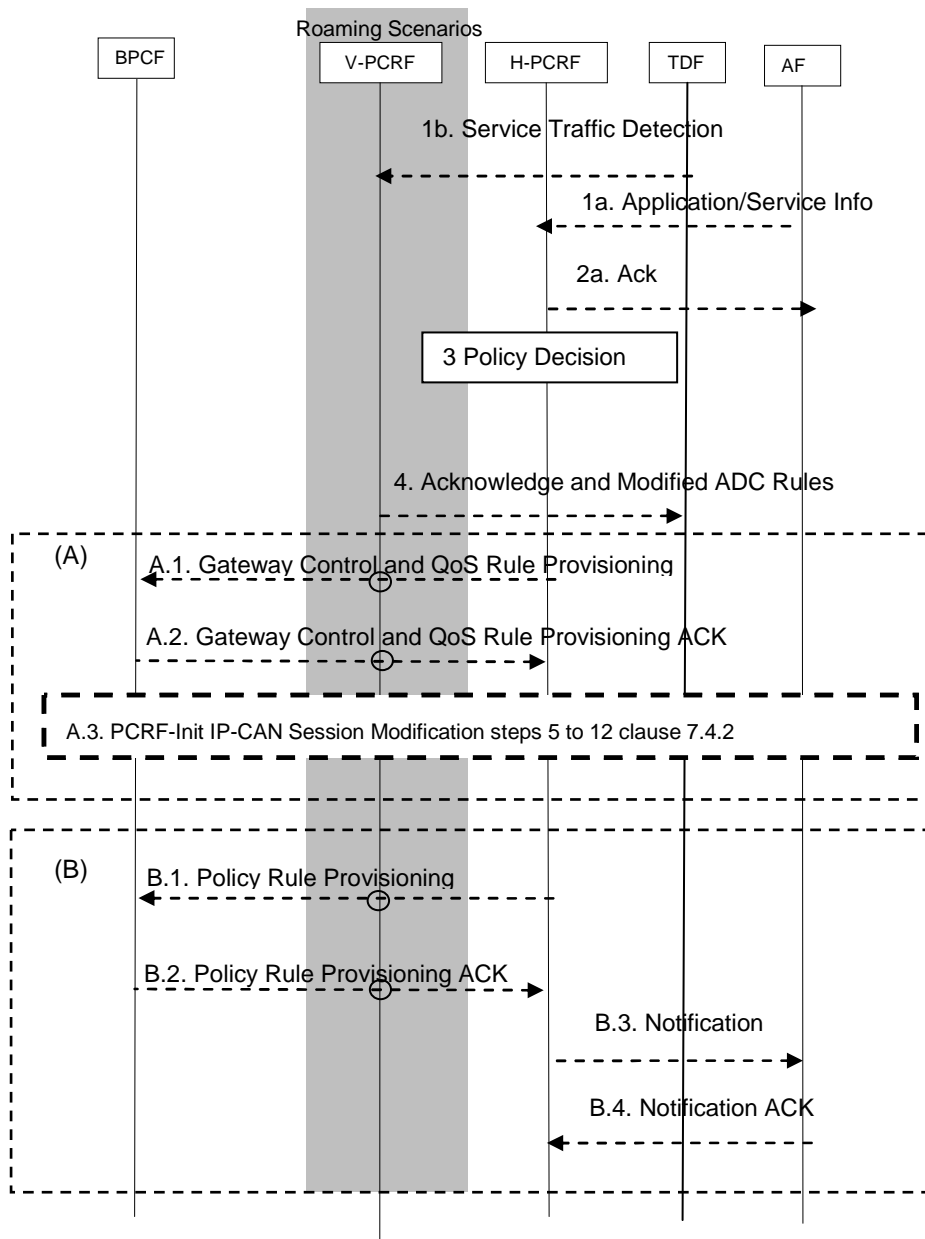 Roaming Scenarios
BPCF
V-PCRF
H-PCRF
TDF
AF
1b. Service Traffic Detection
1a. Application/Service Info
2a. Ack
3 Policy Decision
4. Acknowledge and Modified ADC Rules
(A)
A.1. Gateway Control and QoS Rule Provisioning
A.2. Gateway Control and QoS Rule Provisioning ACK
A.3. PCRF-Init IP-CAN Session Modification steps 5 to 12 clause 7.4.2
(B)
B.1. Policy Rule Provisioning
B.2. Policy Rule Provisioning ACK
B.3. Notification
B.4. Notification ACK